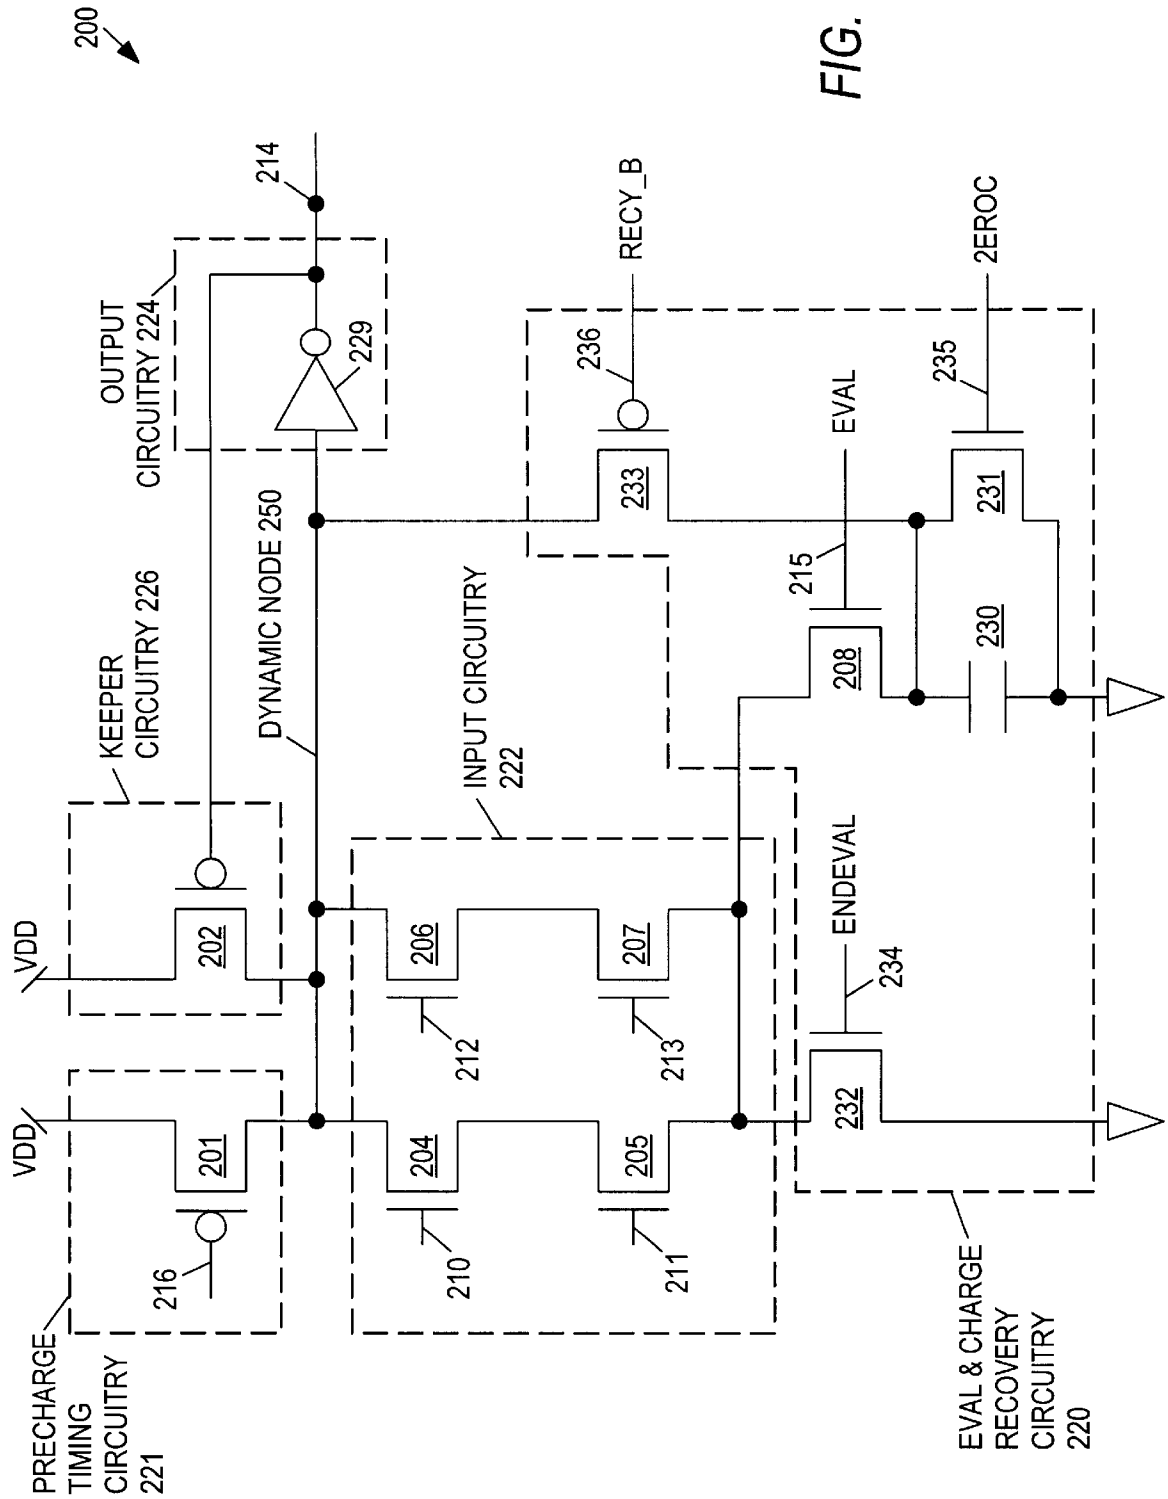 200
FIG.
PRECHARGE
TIMING
CIRCUITRY
221
VDD
216
201
VDD
KEEPER
CIRCUITRY 226
202
OUTPUT
CIRCUITRY 224
229
214
DYNAMIC NODE 250
INPUT CIRCUITRY
222
210
204
211
205
212
206
213
207
EVAL & CHARGE
RECOVERY
CIRCUITRY
220
232
ENDEVAL
234
208
215
EVAL
230
233
236
RECY_B
231
235
2EROC